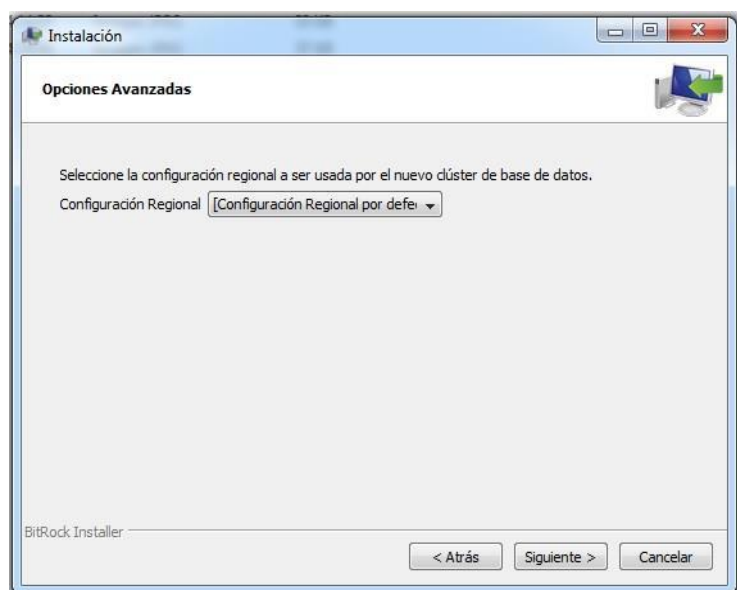 Instalación
Opciones Avanzadas
Seleccione la configuración regional a ser usada por el nuevo clúster de base de datos.
Configuración Regional [Configuración Regional por defe
BitRock Installer
< Atrás Siguiente > Cancelar